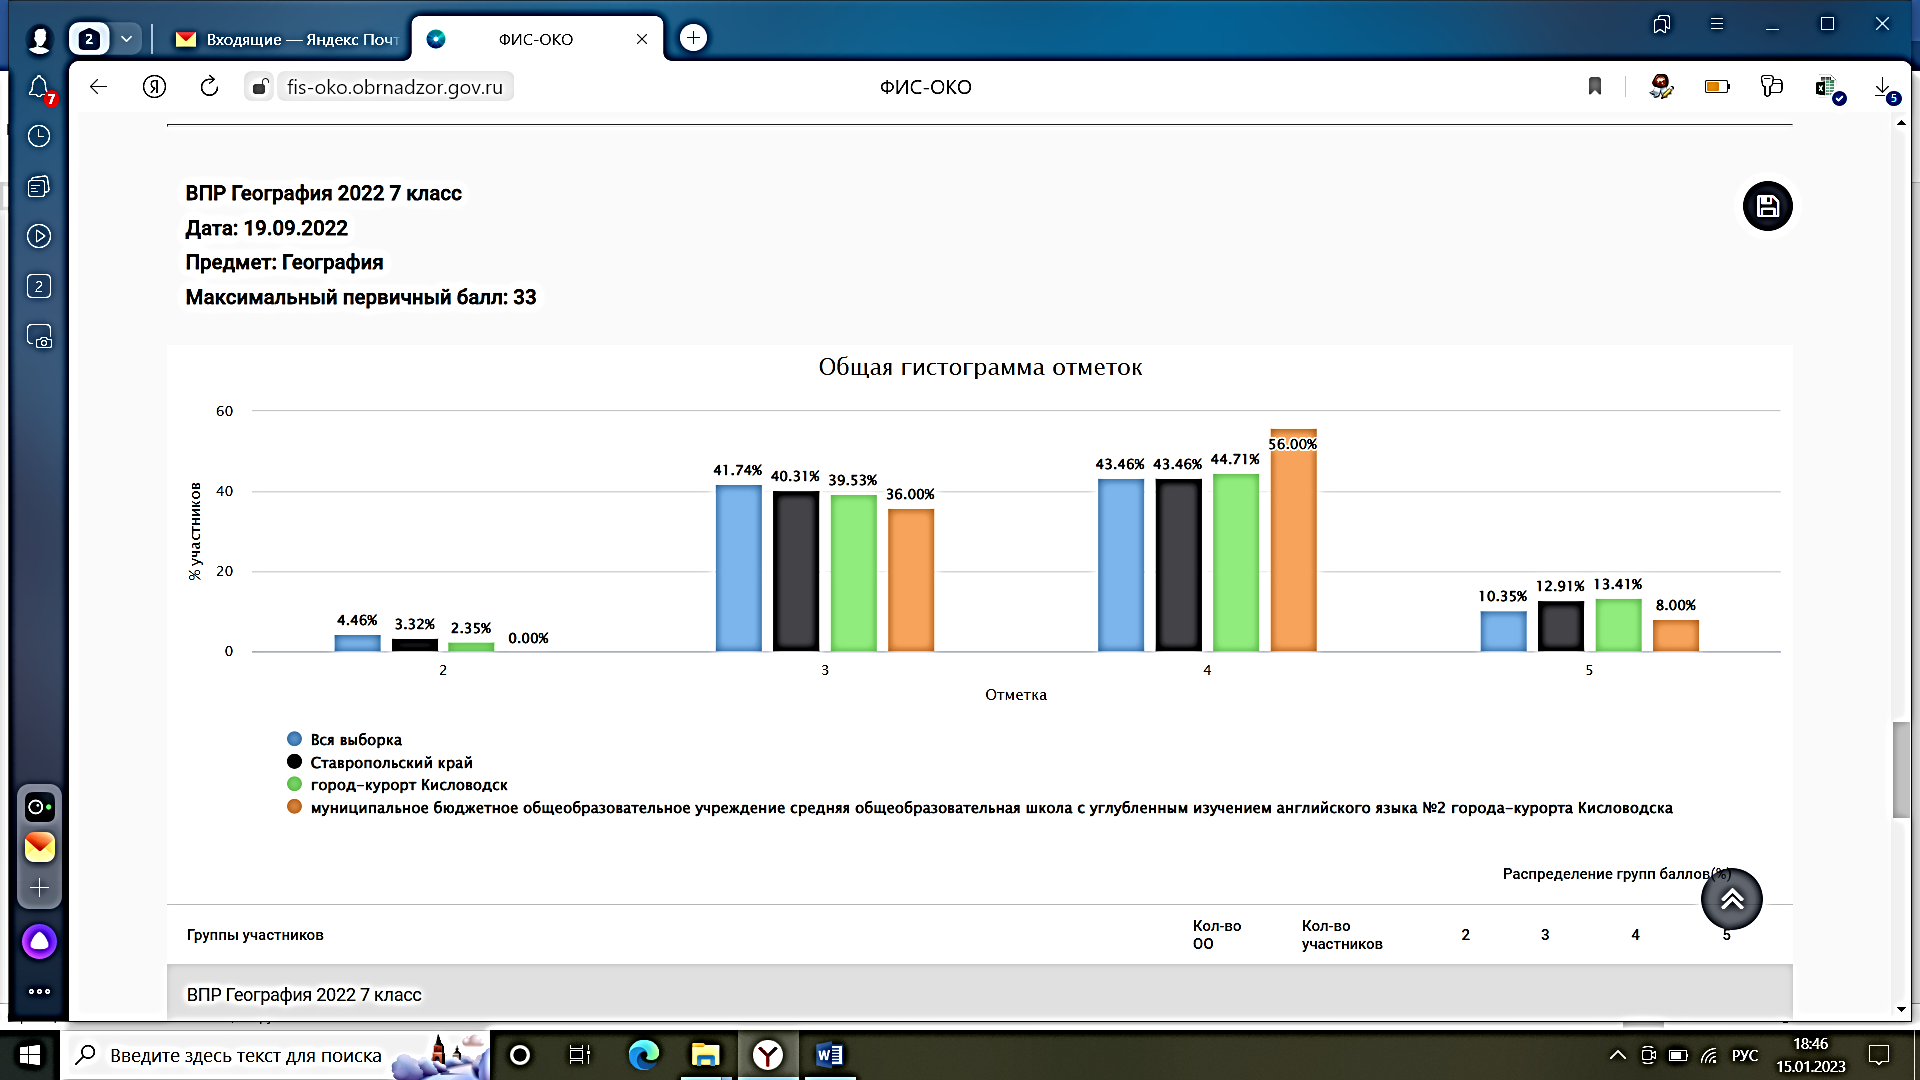 2
Входящие — Яндекс Почт
ФИС-ОКО
7
fis-oko.obrnadzor.gov.ru
ФИС-ОКО
5
2
ВПР География 2022 7 класс
Дата: 19.09.2022
Предмет: География
Максимальный первичный балл: 33
Общая гистограмма отметок
% участников
60
40
20
0
4.46%
3.32%
2.35%
0.00%
41.74%
40.31%
39.53%
36.00%
43.46%
43.46%
44.71%
56.00%
10.35%
12.91%
13.41%
8.00%
2
3
4
5
Отметка
Вся выборка
Ставропольский край
город-курорт Кисловодск
муниципальное бюджетное общеобразовательное учреждение средняя общеобразовательная школа с углубленным изучением английского языка №2 города-курорта Кисловодска
Распределение групп баллов(%)
Группы участников
Кол-во ОО
Кол-во участников
2
3
4
5
ВПР География 2022 7 класс
Введите здесь текст для поиска
РУС
18:46
15.01.2023